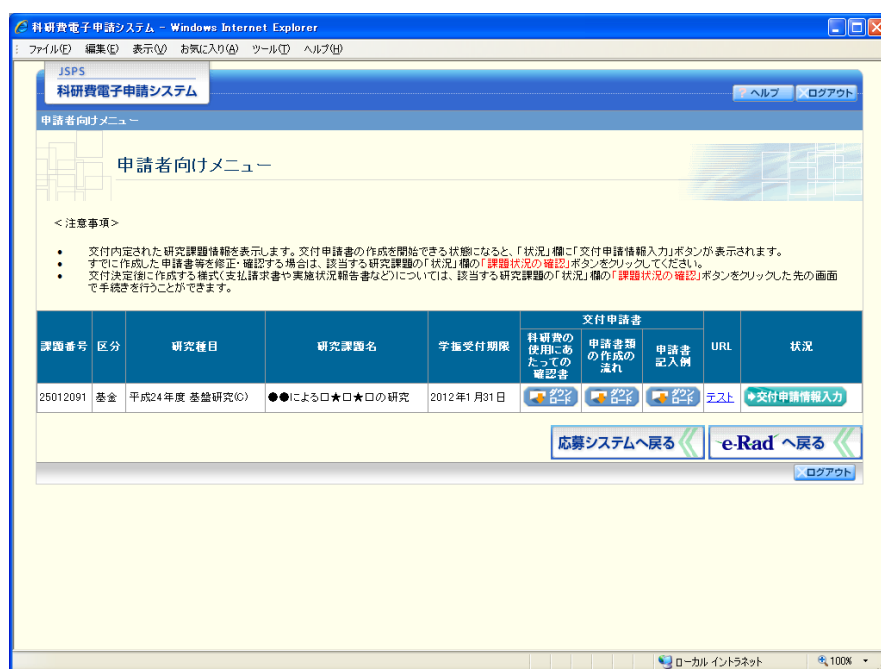 科研費電子申請システム - Windows Internet Explorer
ファイル(F) 編集(E) 表示(V) お気に入り(A) ツール(T) ヘルプ(H)
JSPS
科研費電子申請システム
ヘルプ ログアウト
申請者向けメニュー
申請者向けメニュー
＜注意事項＞
• 交付内定された研究課題情報を表示します。交付申請書の作成を開始できる状態になると、「状況」欄に「交付申請情報入力」ボタンが表示されます。
• すでに作成した申請書等を修正・確認する場合は、該当する研究課題の「状況」欄の「課題状況の確認」ボタンをクリックしてください。
• 交付決定後に作成する様式（支払請求書や実施状況報告書など）については、該当する研究課題の「状況」欄の「課題状況の確認」ボタンをクリックした先の画面
で手続きを行うことができます。
交付申請書
課題番号 区分 研究種目 研究課題名 学振受付期限 科研費の使用にあたっての確認書 申請書類の作成の流れ 申請書記入例 URL 状況
25012091 基金 平成24年度 基盤研究(C) ●●による□★□★□の研究 2012年1月31日 ダウンロード ダウンロード ダウンロード テスト 交付申請情報入力
応募システムへ戻る e-Rad へ戻る
ログアウト
ローカル イントラネット 100%